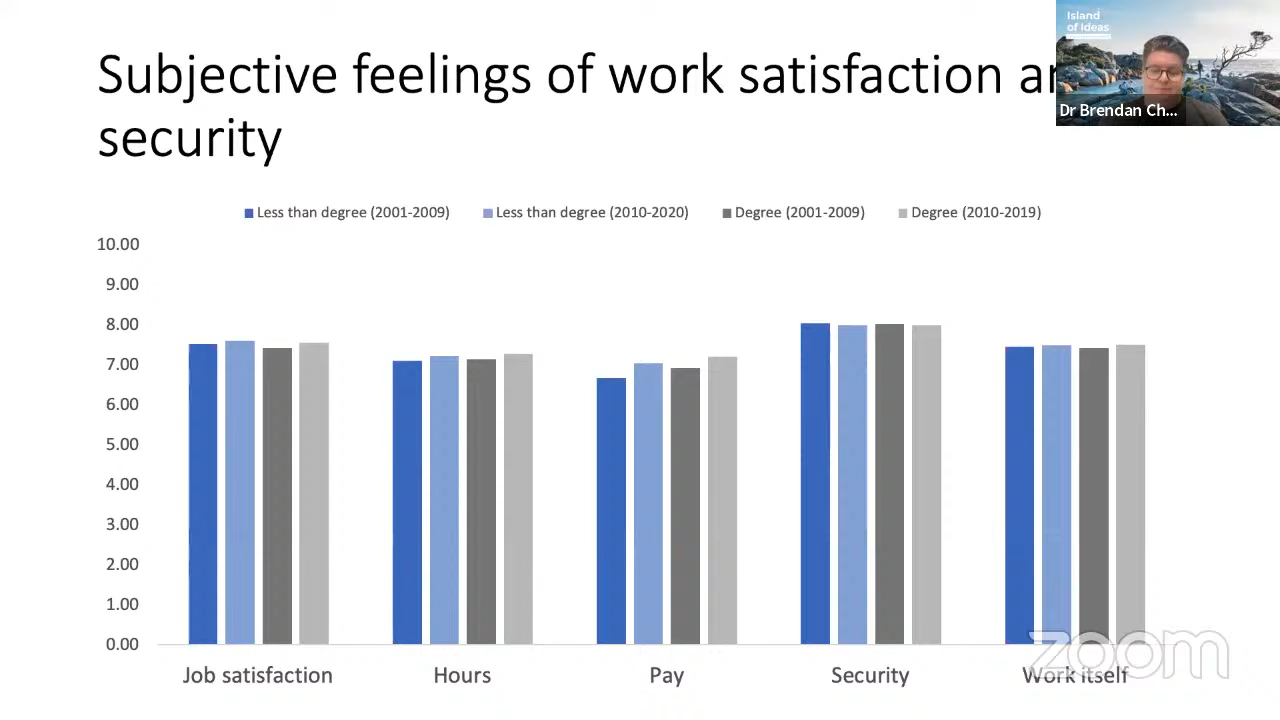 Subjective feelings of work satisfaction
security
Island
of Ideas
Dr Brendan Ch...
Less than degree (2001-2009) Less than degree (2010-2020) Degree (2001-2009) Degree (2010-2019)
10.00
9.00
8.00
7.00
6.00
5.00
4.00
3.00
2.00
1.00
0.00
Job satisfaction Hours Pay Security Work itself
zoom